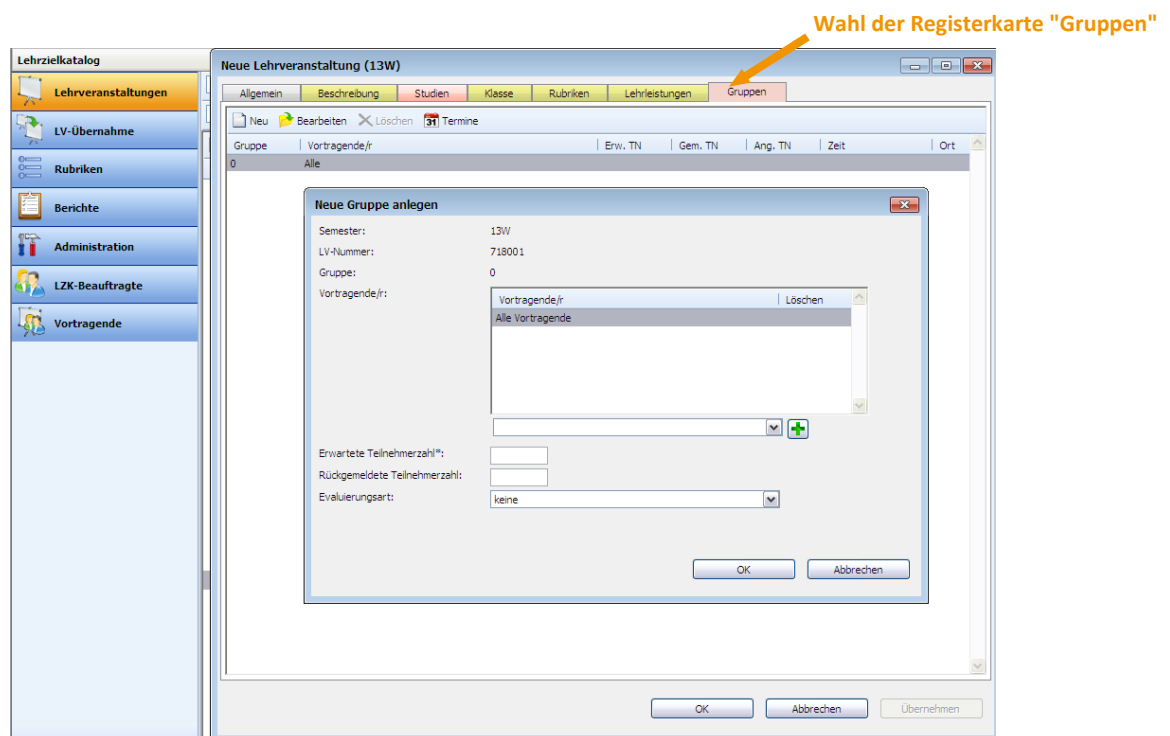 Wahl der Registerkarte "Gruppen"
Lehrzielkatalog
Lehrveranstaltungen
LV-Übernahme
Rubriken
Berichte
Administration
LZK-Beauftragte
Vortragende
Neue Lehrveranstaltung (13W)
Allgemein Beschreibung Studien Klasse Rubriken Lehrleistungen Gruppen
Neu Bearbeiten Löschen 31 Termine
Gruppe Vortragende/r Erw. TN Gem. TN Ang. TN Zeit Ort
0 Alle
Neue Gruppe anlegen
Semester: 13W
LV-Nummer: 718001
Gruppe: 0
Vortragende/r:
Vortragende/r Löschen
Alle Vortragende
Erwartete Teilnehmerzahl*:
Rückgemeldete Teilnehmerzahl:
Evaluierungsart: keine
OK Abbrechen
OK Abbrechen Übernehmen